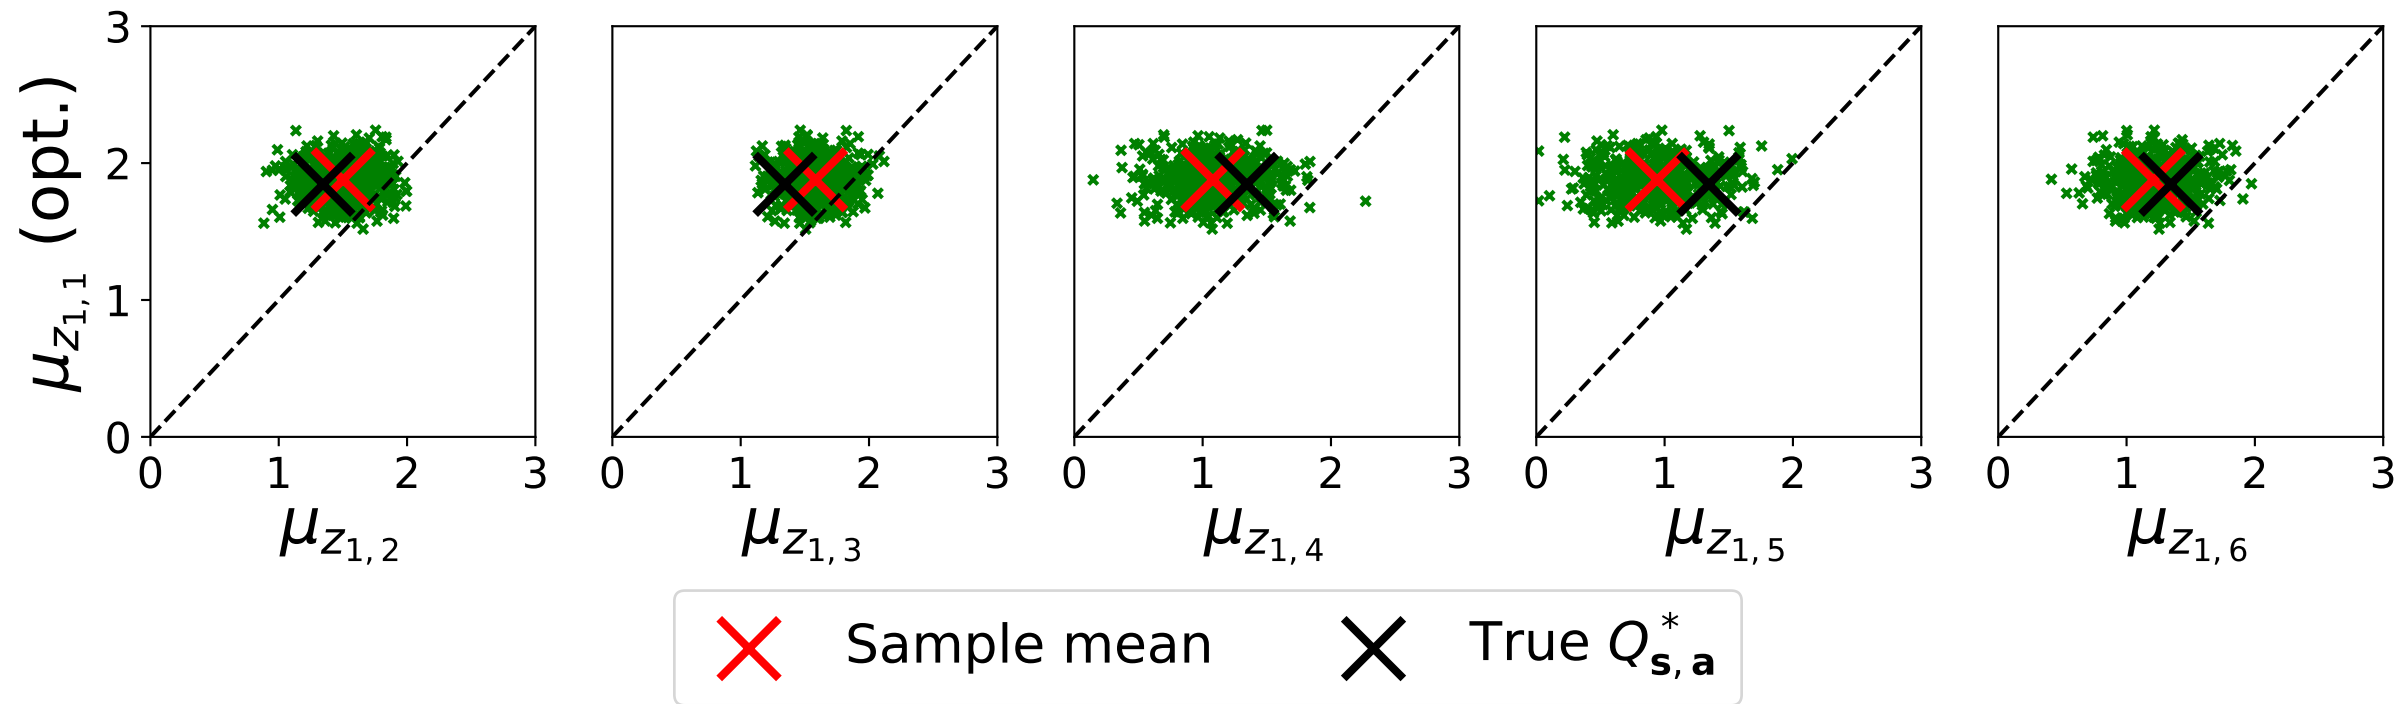 3
2
1
0
μ_{z_{1,1}} (opt.)
0 1 2 3
0 1 2 3
0 1 2 3
0 1 2 3
0 1 2 3
μ_{z_{1,2}}
μ_{z_{1,3}}
μ_{z_{1,4}}
μ_{z_{1,5}}
μ_{z_{1,6}}
Sample mean
True Q^*_{s,a}